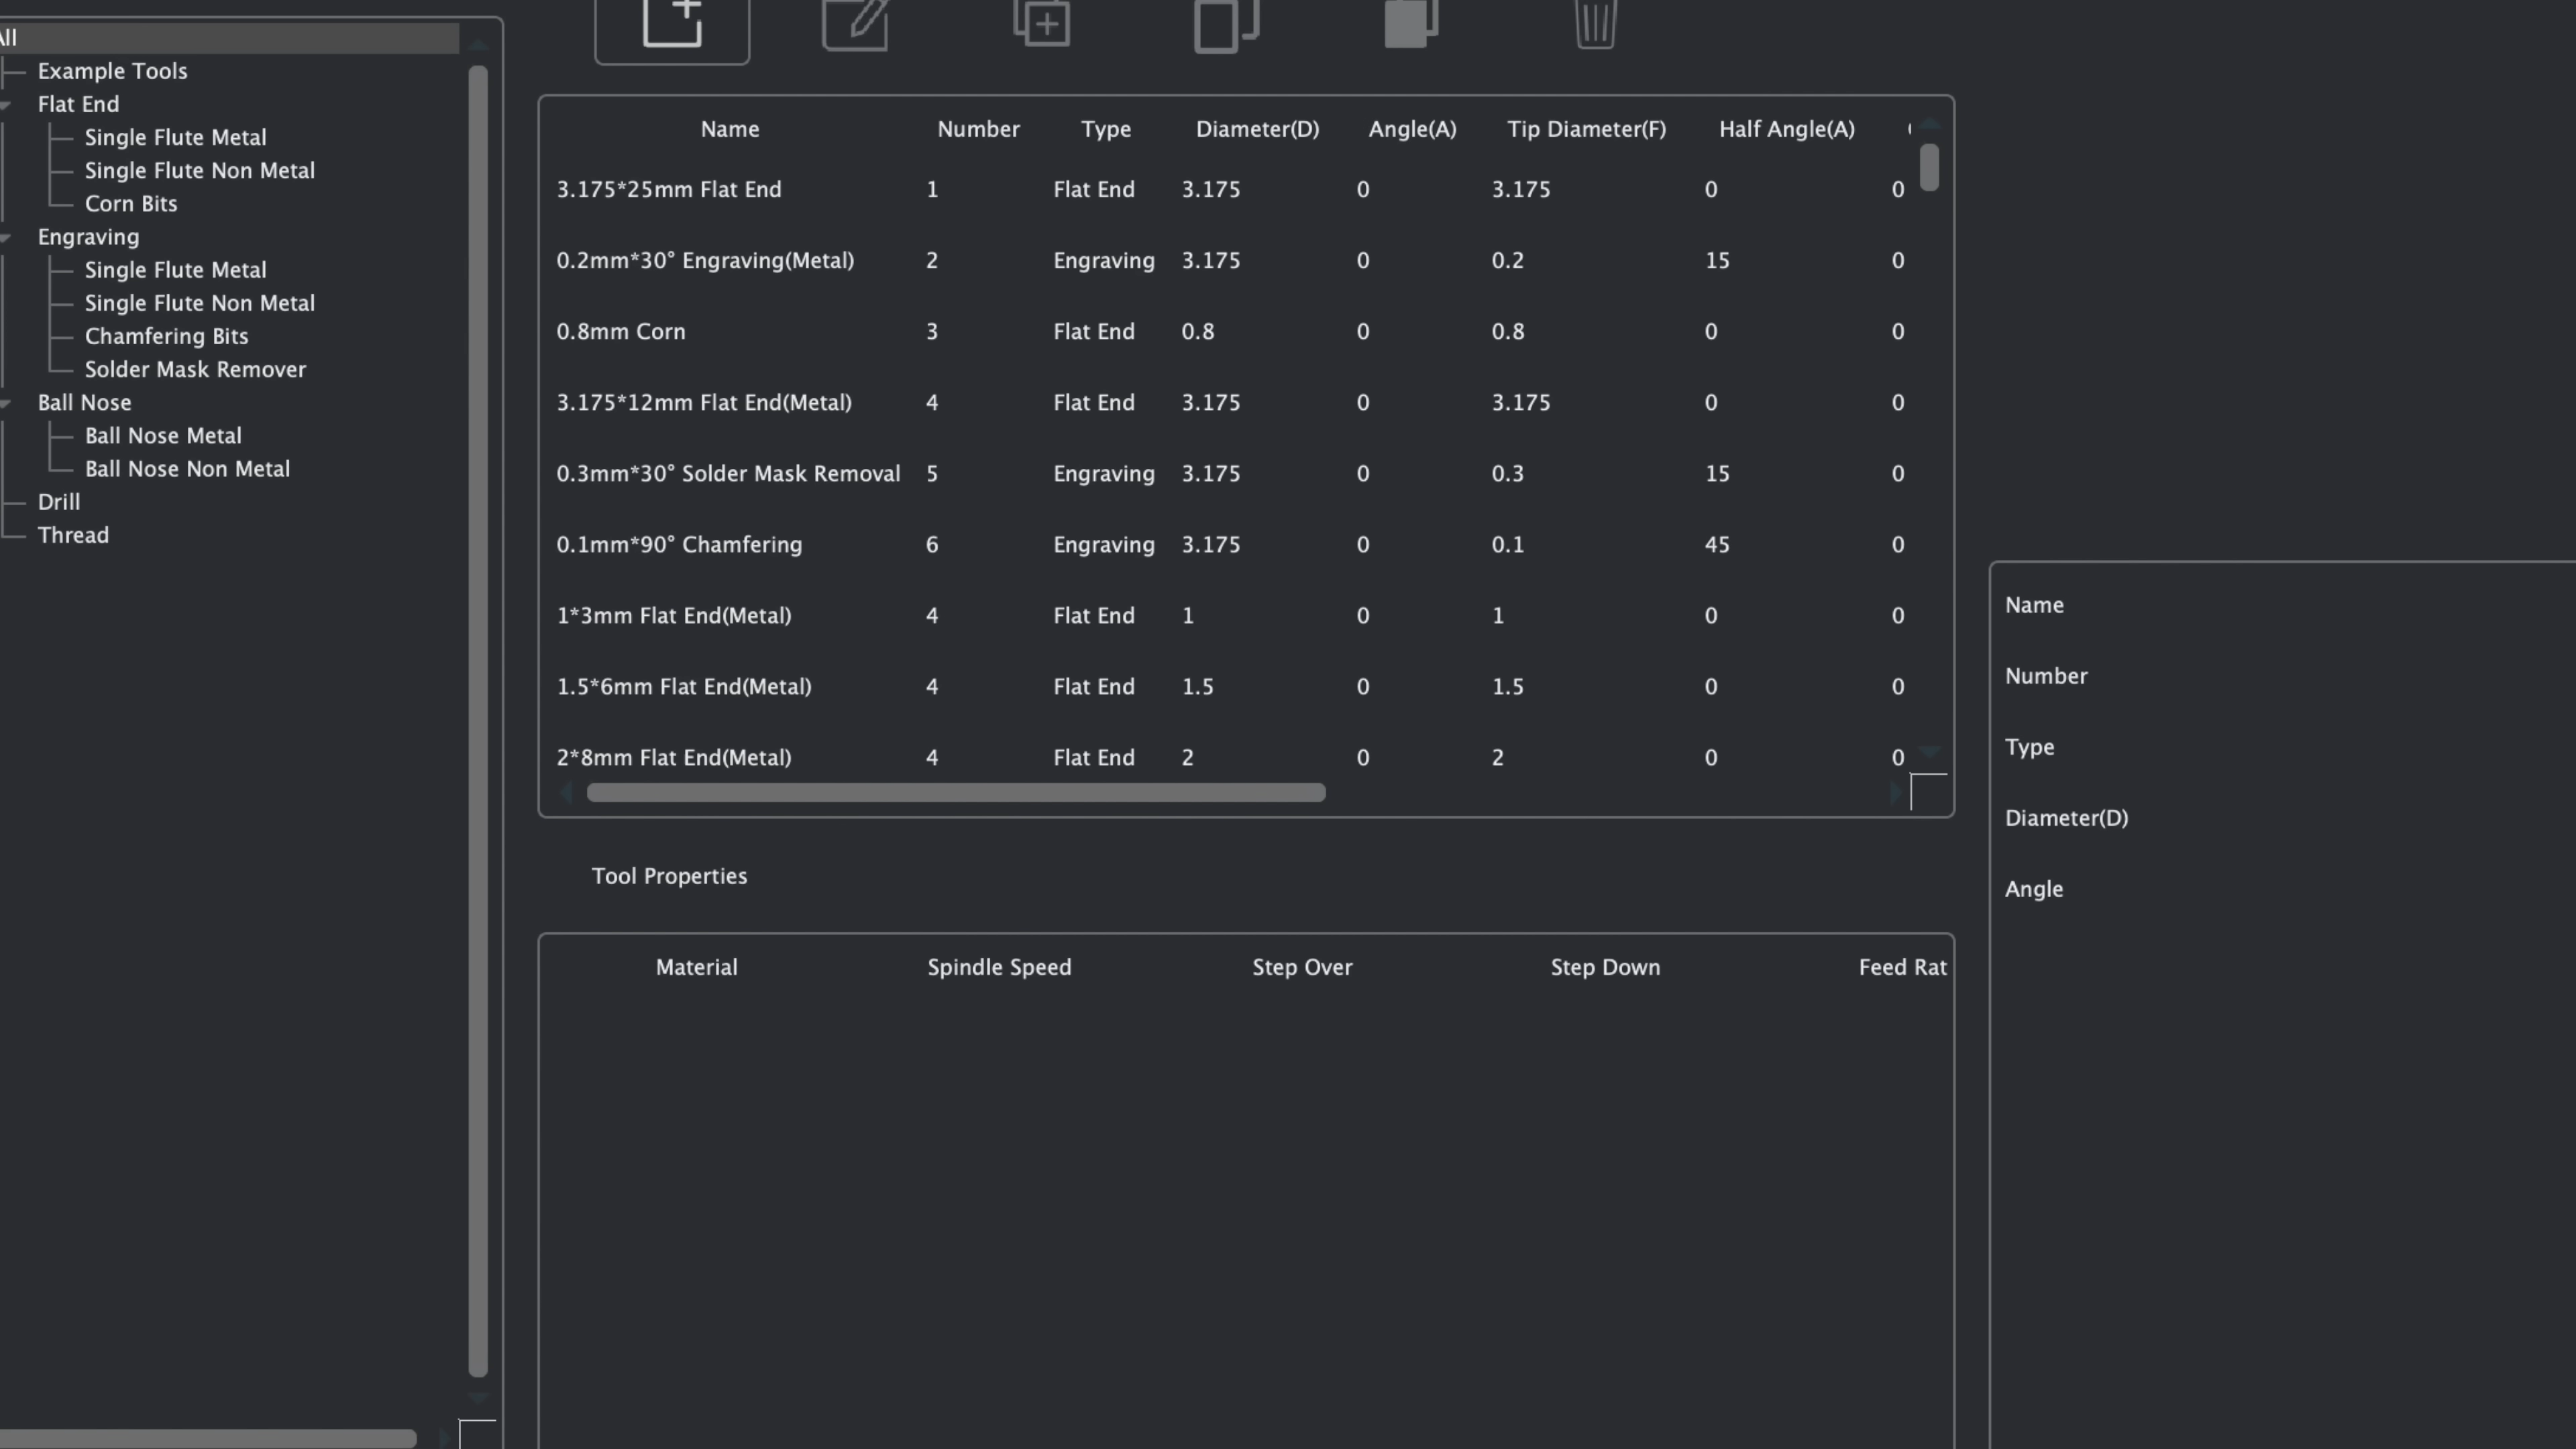 All
Example Tools
Flat End
Single Flute Metal
Single Flute Non Metal
Corn Bits
Engraving
Single Flute Metal
Single Flute Non Metal
Chamfering Bits
Solder Mask Remover
Ball Nose
Ball Nose Metal
Ball Nose Non Metal
Drill
Thread
Name Number Type Diameter(D) Angle(A) Tip Diameter(F) Half Angle(A)
3.175*25mm Flat End 1 Flat End 3.175 0 3.175 0 0
0.2mm*30° Engraving(Metal) 2 Engraving 3.175 0 0.2 15 0
0.8mm Corn 3 Flat End 0.8 0 0.8 0 0
3.175*12mm Flat End(Metal) 4 Flat End 3.175 0 3.175 0 0
0.3mm*30° Solder Mask Removal 5 Engraving 3.175 0 0.3 15 0
0.1mm*90° Chamfering 6 Engraving 3.175 0 0.1 45 0
1*3mm Flat End(Metal) 4 Flat End 1 0 1 0 0
1.5*6mm Flat End(Metal) 4 Flat End 1.5 0 1.5 0 0
2*8mm Flat End(Metal) 4 Flat End 2 0 2 0 0
Tool Properties
Material Spindle Speed Step Over Step Down Feed Rat
Name
Number
Type
Diameter(D)
Angle